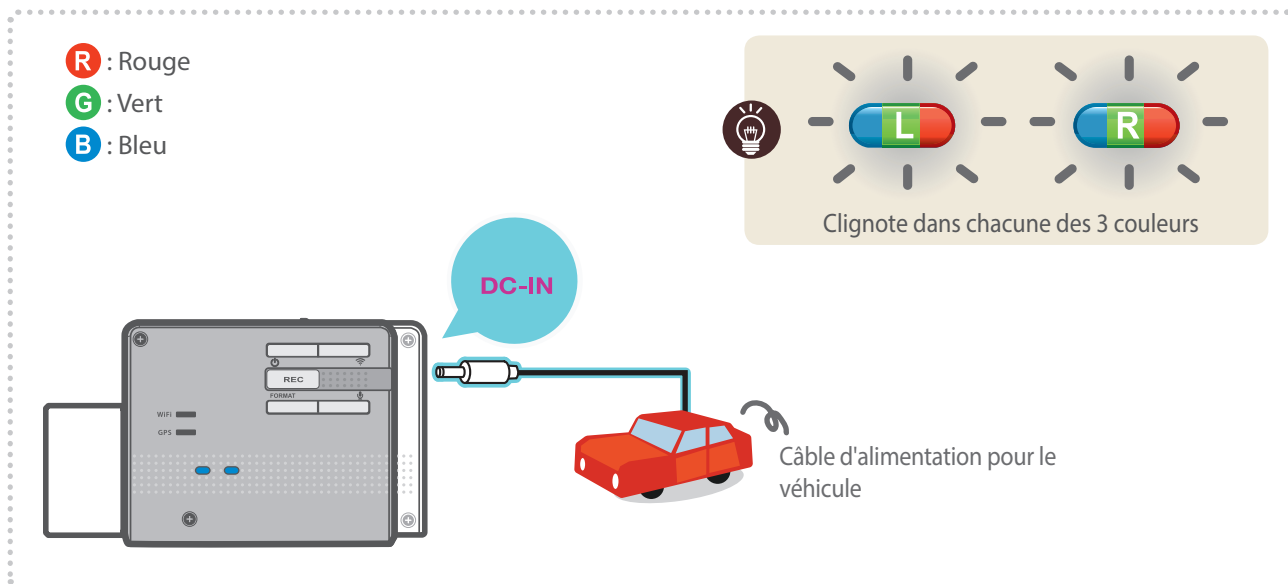 R : Rouge
G : Vert
B : Bleu
L R
Clignote dans chacune des 3 couleurs
DC-IN
REC
FORMAT
WiFi
GPS
Câble d'alimentation pour le
véhicule